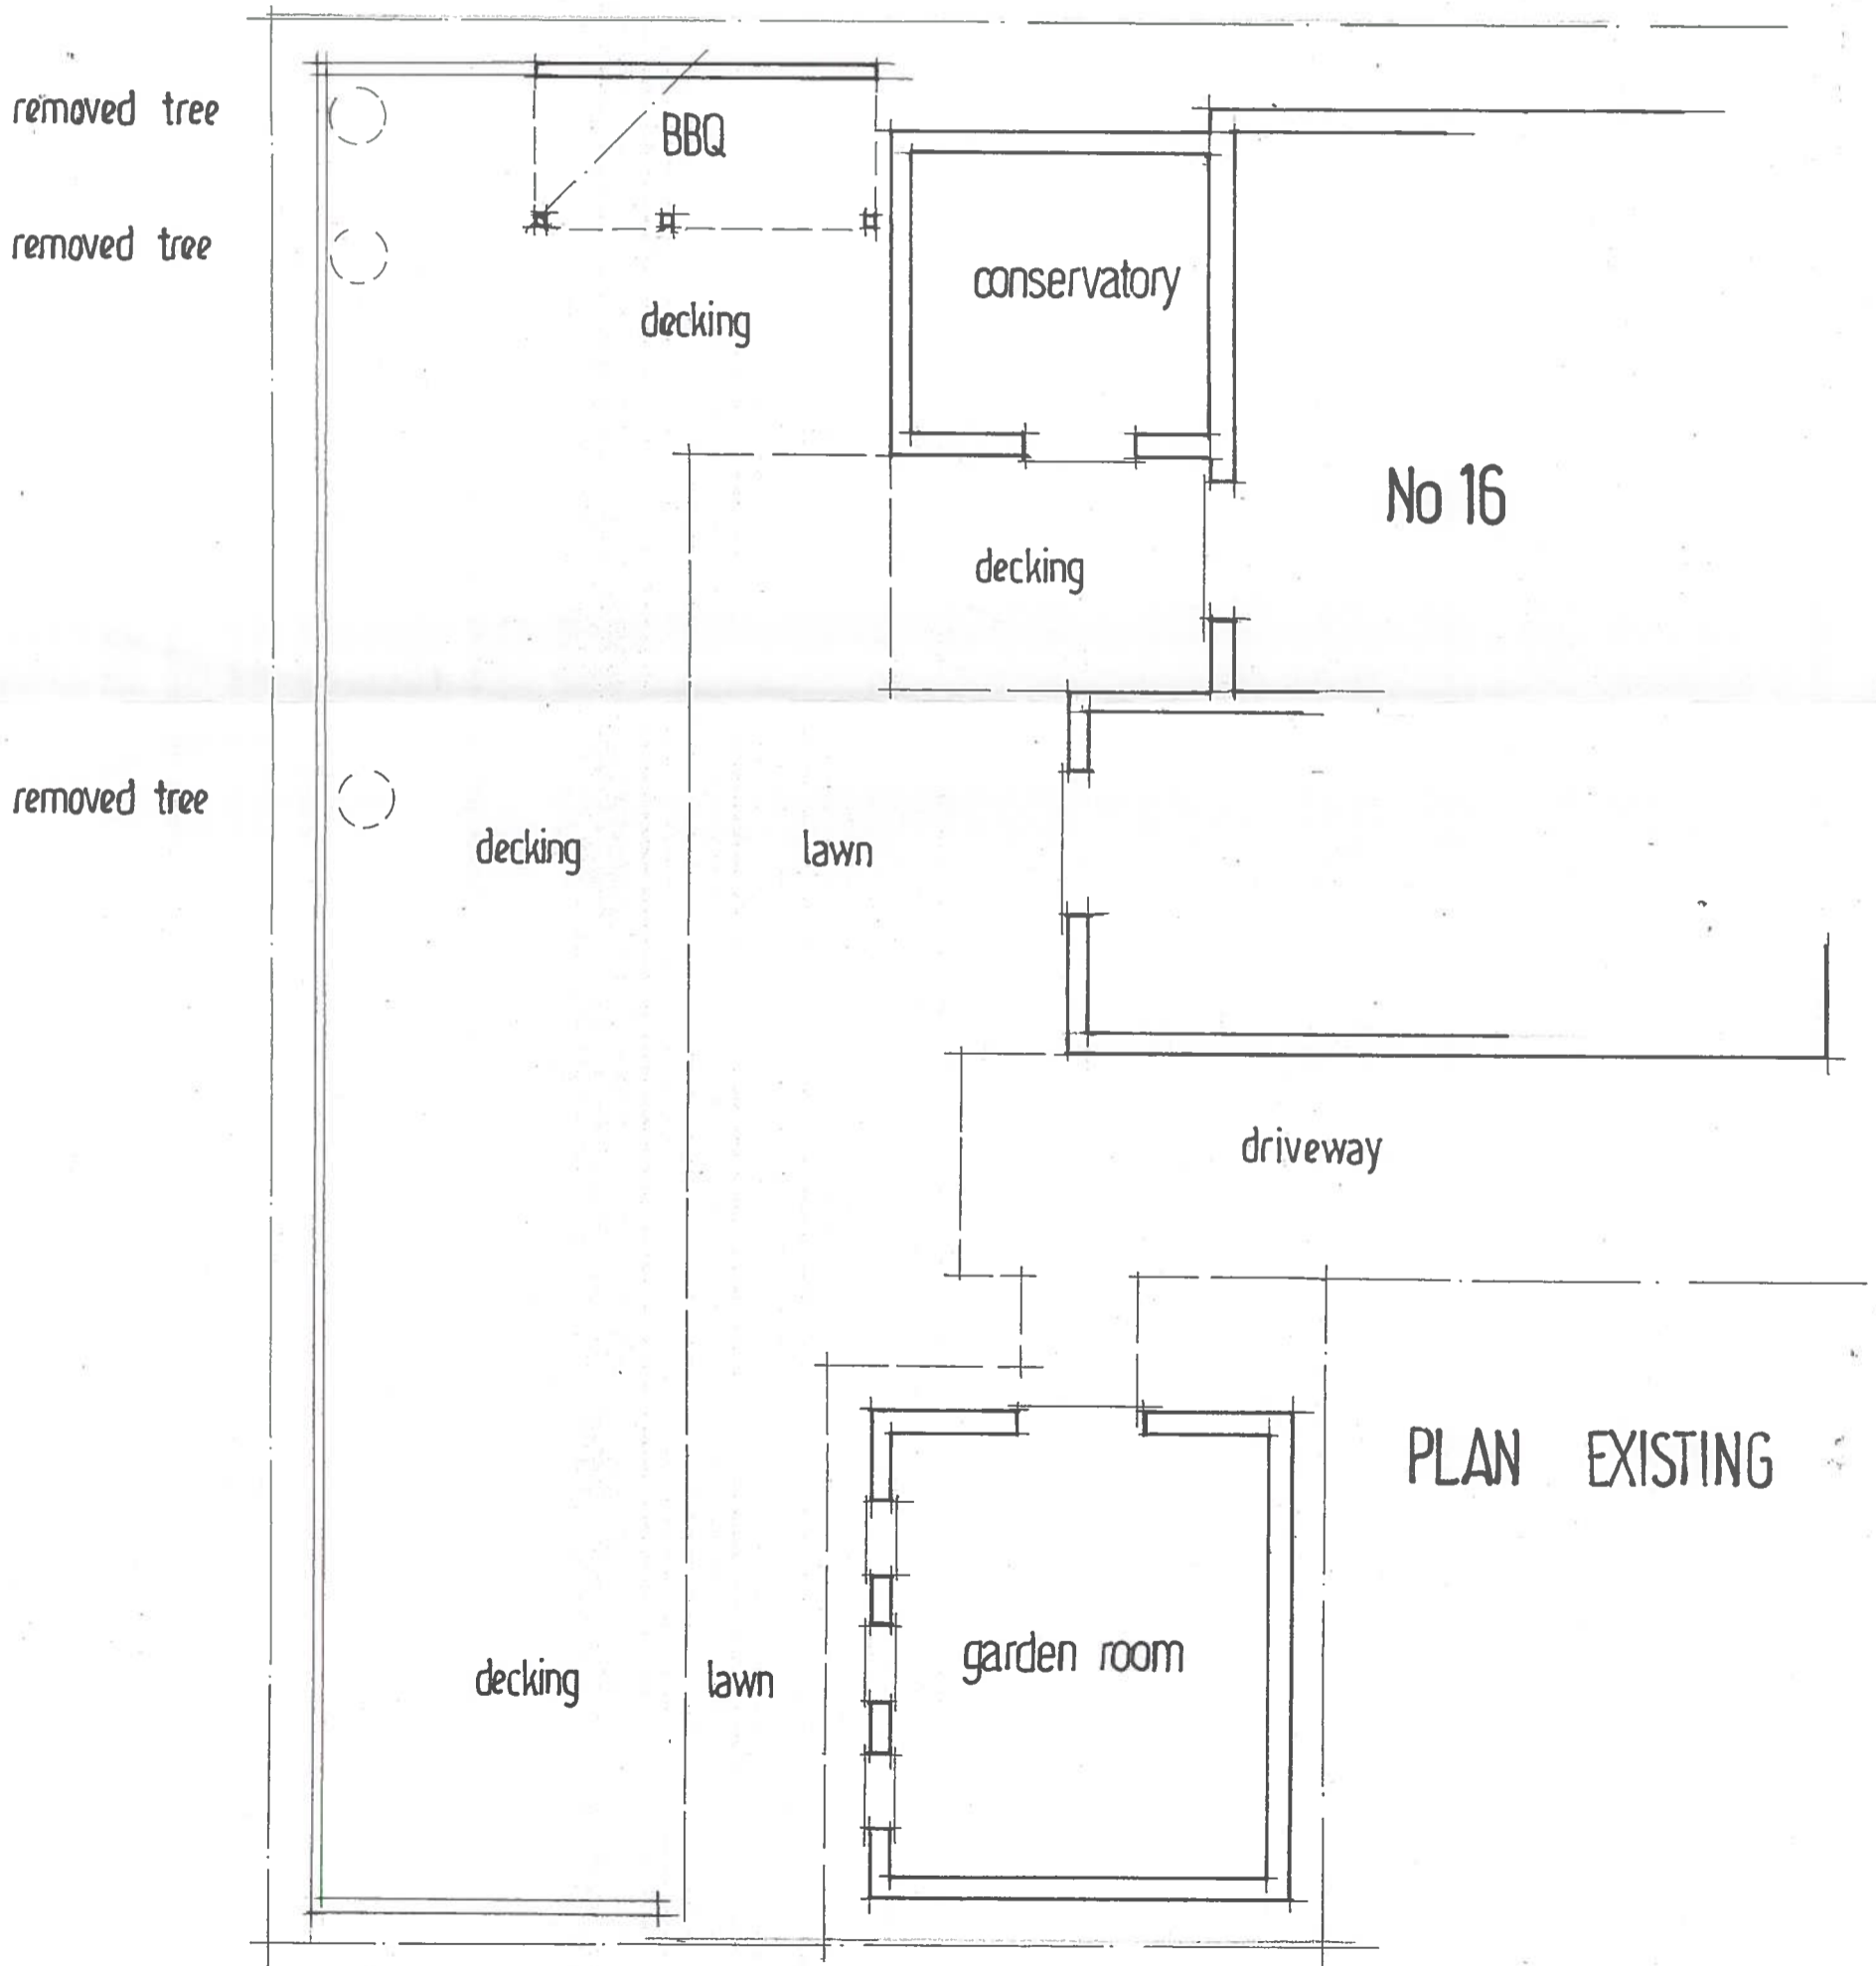 removed tree
BBQ
removed tree
conservatory
decking
No 16
decking
removed tree
decking
lawn
driveway
PLAN EXISTING
garden room
decking
lawn